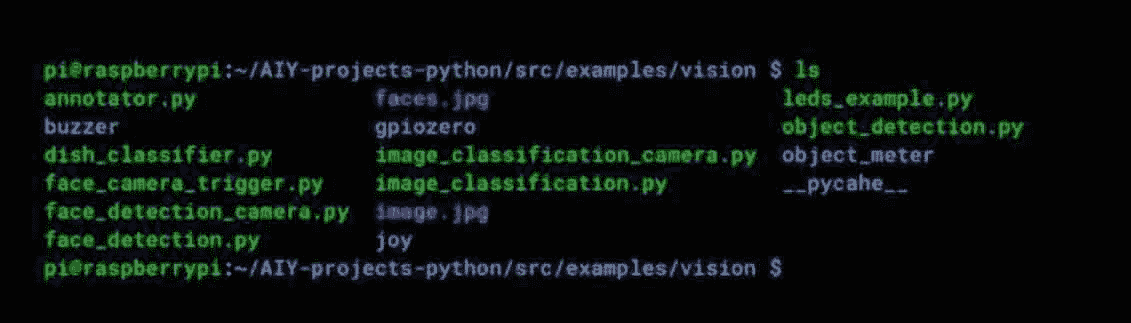 pi@raspberrypi:~/AIY-projects-python/src/examples/vision $ ls
annotator.py faces.jpg leds_example.py
buzzer gpiozero object_detection.py
dish_classifier.py image_classification_camera.py object_meter
face_camera_trigger.py image_classification.py __pycahe__
face_detection_camera.py image.jpg
face_detection.py joy
pi@raspberrypi:~/AIY-projects-python/src/examples/vision $